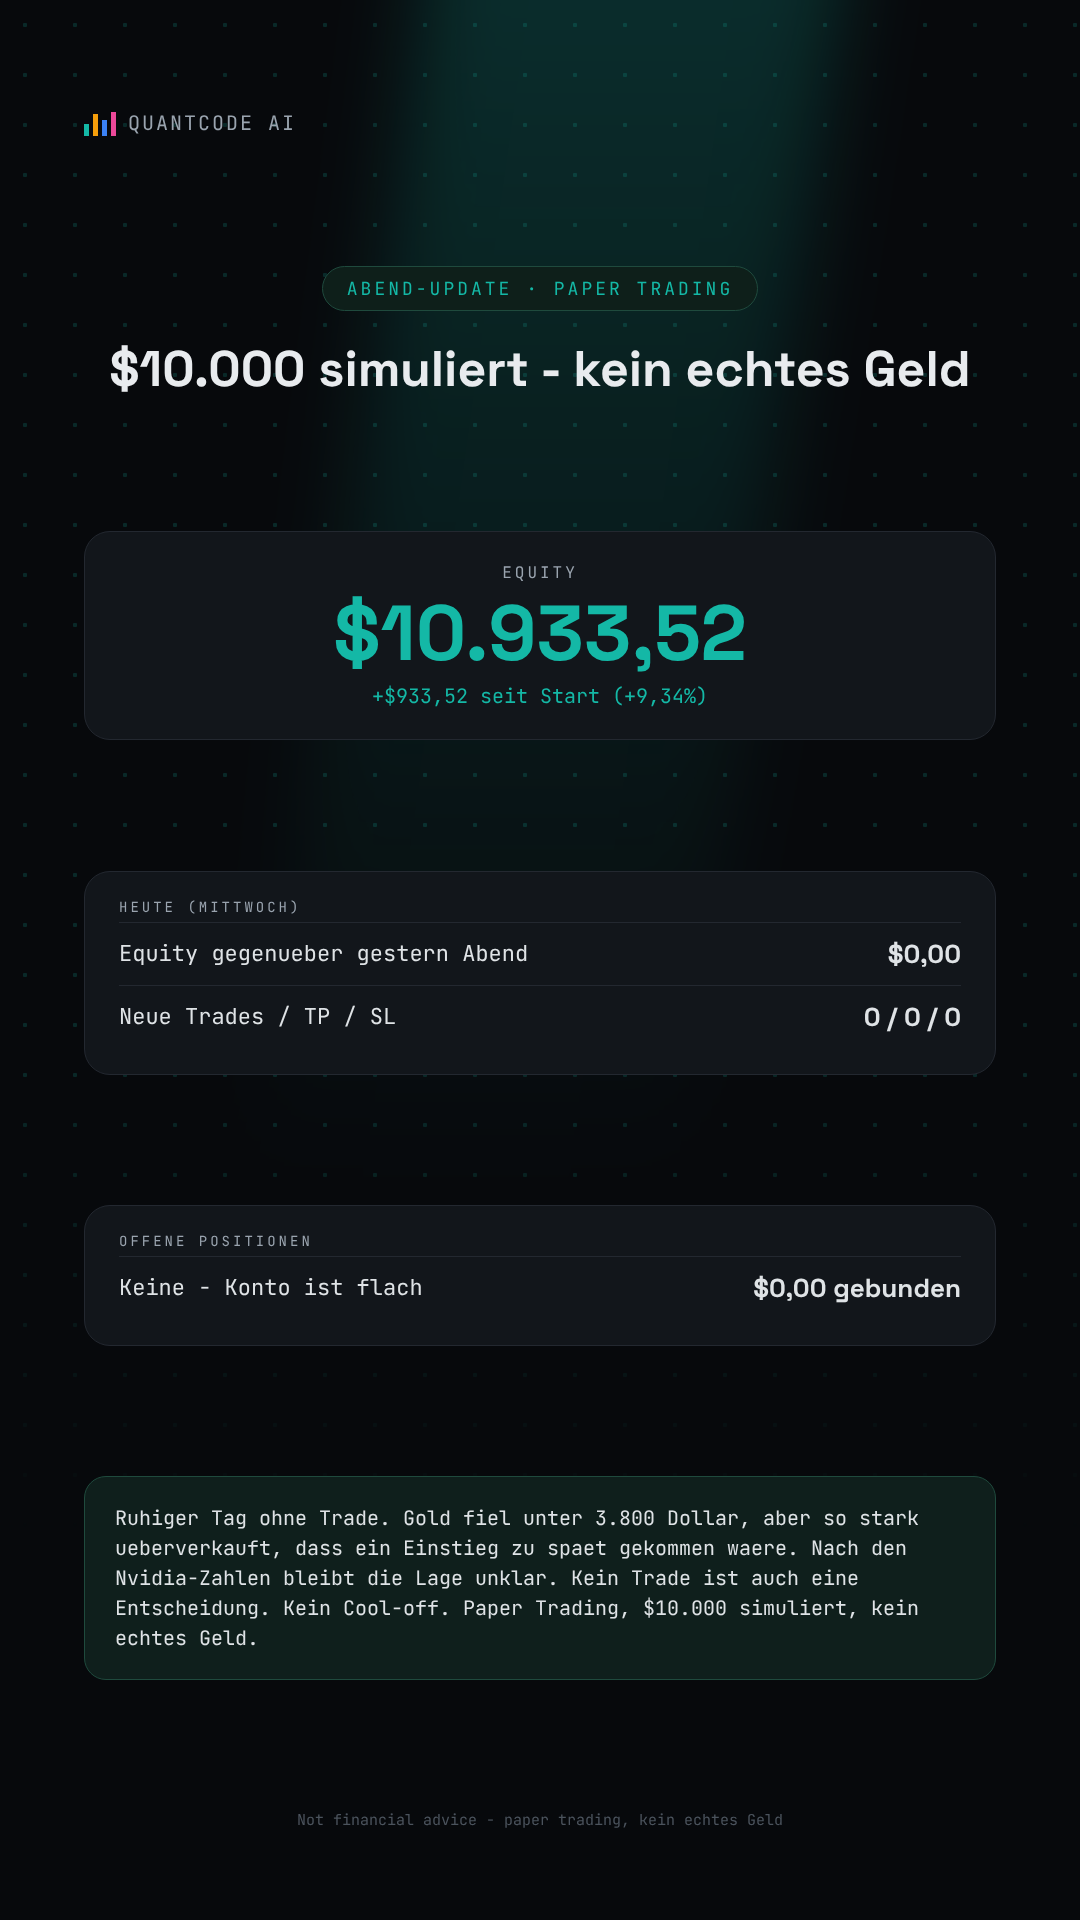 QUANTCODE AI
ABEND-UPDATE · PAPER TRADING
$10.000 simuliert - kein echtes Geld
EQUITY
$10.933,52
+$933,52 seit Start (+9,34%)
HEUTE (MITTWOCH)
Equity gegenueber gestern Abend $0,00
Neue Trades / TP / SL 0 / 0 / 0
OFFENE POSITIONEN
Keine - Konto ist flach $0,00 gebunden
Ruhiger Tag ohne Trade. Gold fiel unter 3.800 Dollar, aber so stark
ueberverkauft, dass ein Einstieg zu spaet gekommen waere. Nach den
Nvidia-Zahlen bleibt die Lage unklar. Kein Trade ist auch eine
Entscheidung. Kein Cool-off. Paper Trading, $10.000 simuliert, kein
echtes Geld.
Not financial advice - paper trading, kein echtes Geld